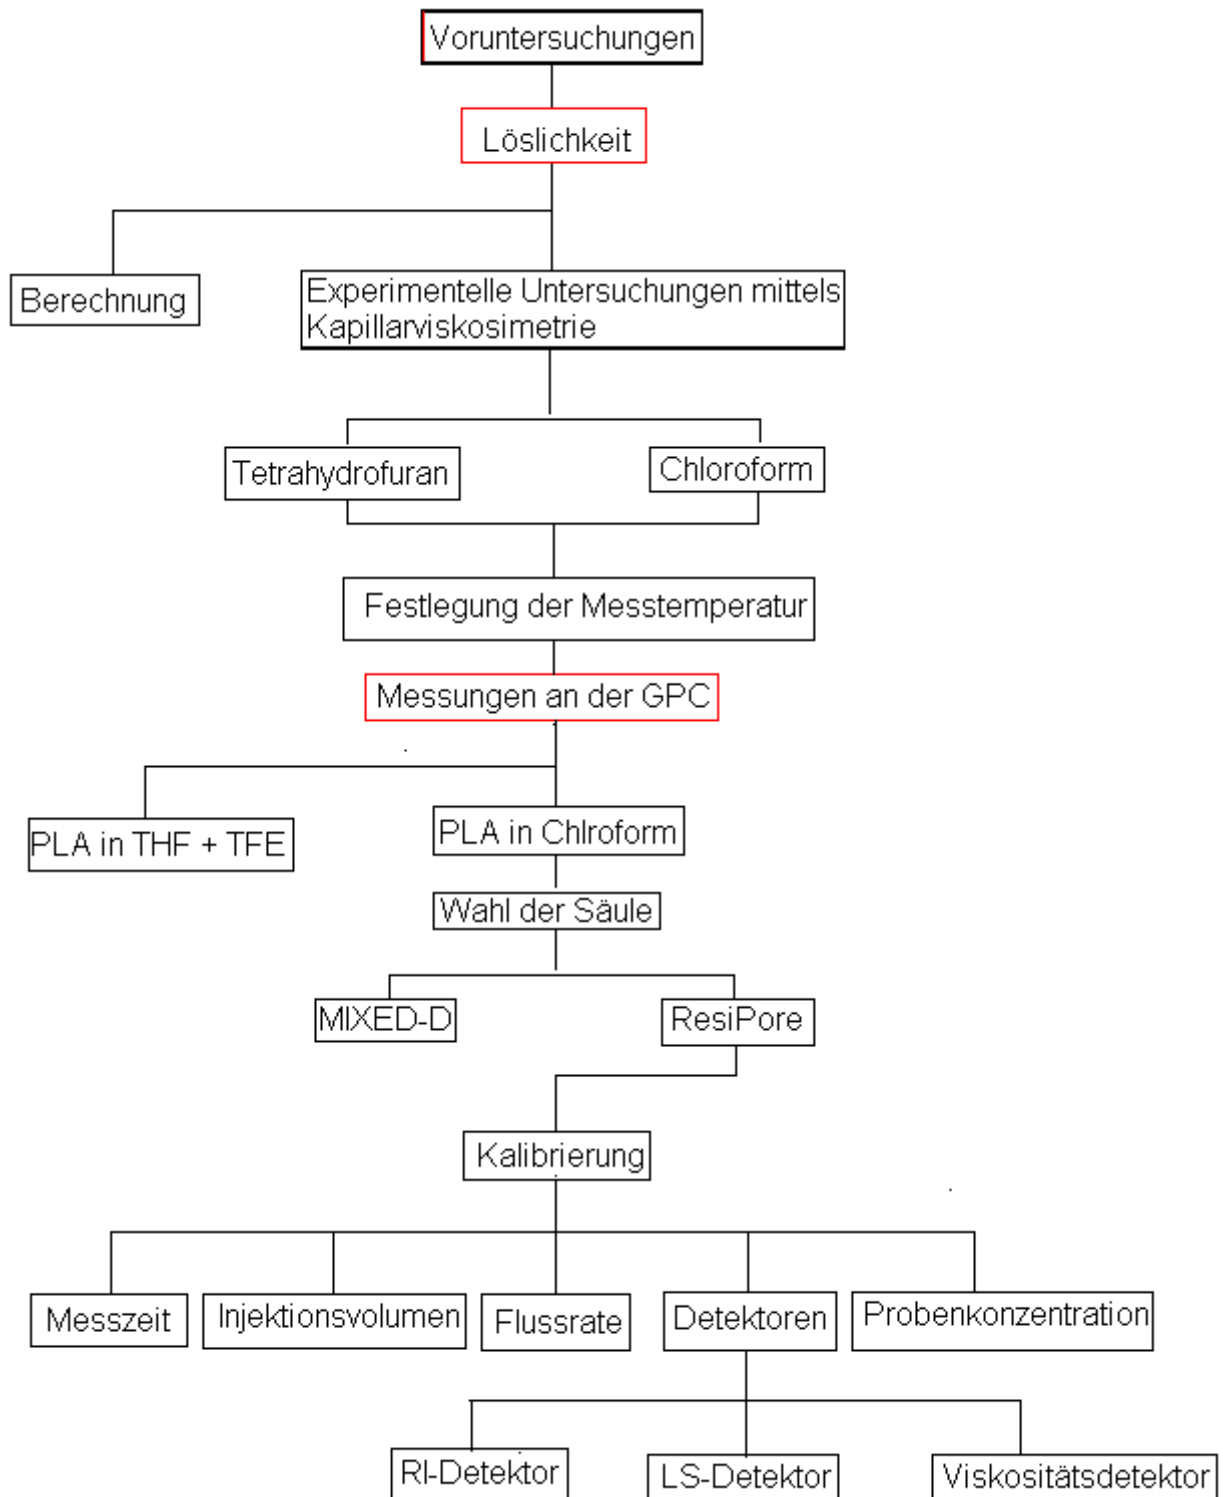 Voruntersuchungen
Löslichkeit
Berechnung
Experimentelle Untersuchungen mittels
Kapillarviskosimetrie
Tetrahydrofuran
Chloroform
Festlegung der Messtemperatur
Messungen an der GPC
PLA in THF + TFE
PLA in Chlroform
Wahl der Säule
MIXED-D
ResiPore
Kalibrierung
Messzeit
Injektionsvolumen
Flussrate
Detektoren
Probenkonzentration
RI-Detektor
LS-Detektor
Viskositätsdetektor